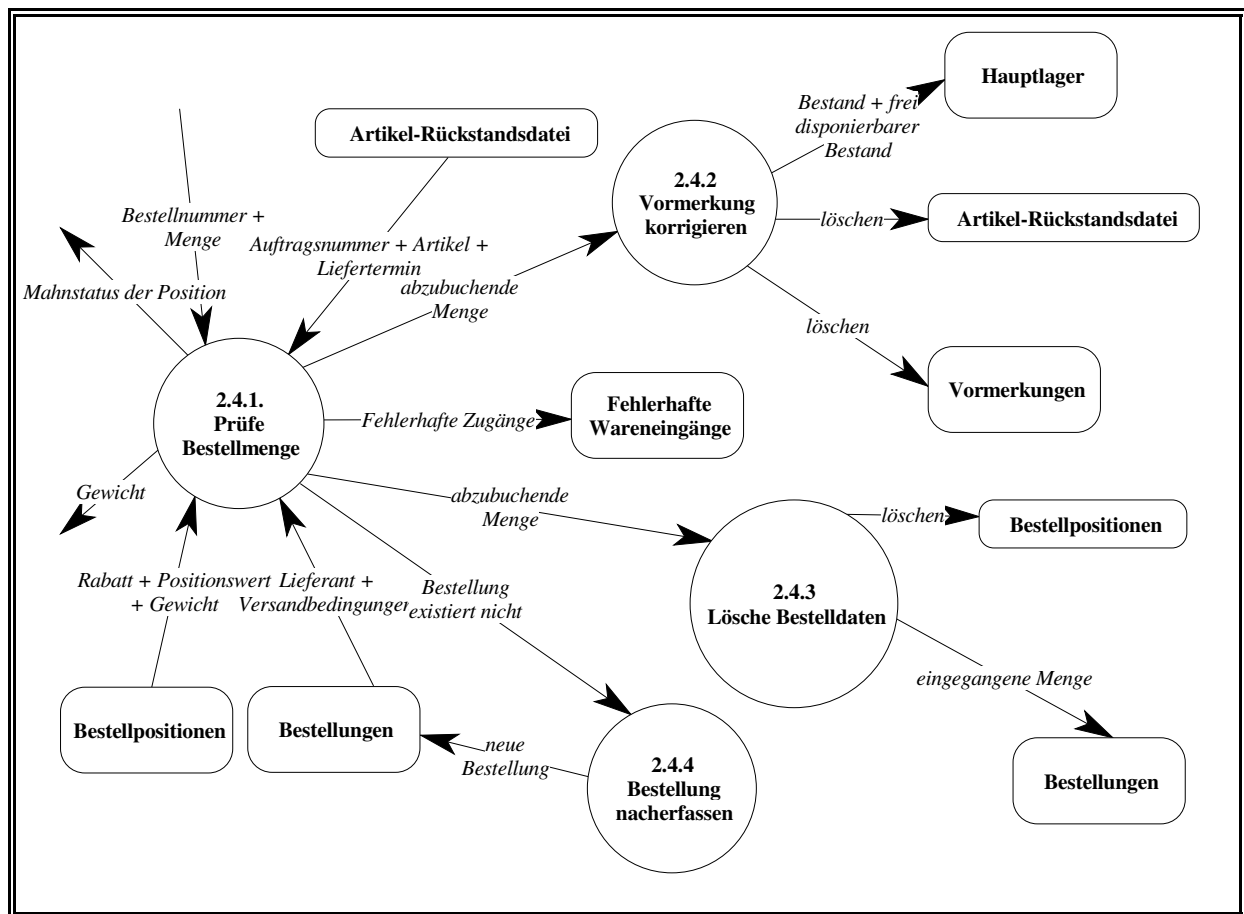 Hauptlager
Bestand + frei
disponierbarer
Bestand
Artikel-Rückstandsdatei
2.4.2
Vormerkung
korrigieren
löschen
Artikel-Rückstandsdatei
Bestellnummer +
Menge
Auftragsnummer + Artikel +
Liefertermin
abzubuchende
Menge
Mahnstatus der Position
löschen
Vormerkungen
2.4.1.
Prüfe
Bestellmenge
Fehlerhafte Zugänge
Fehlerhafte
Wareneingänge
Gewicht
abzubuchende
Menge
löschen
Bestellpositionen
Rabatt + Positionswert
+ Gewicht
Lieferant +
Versandbedingungen
Bestellung
existiert nicht
2.4.3
Lösche Bestelldaten
eingegangene Menge
Bestellpositionen
Bestellungen
neue
Bestellung
2.4.4
Bestellung
nacherfassen
Bestellungen